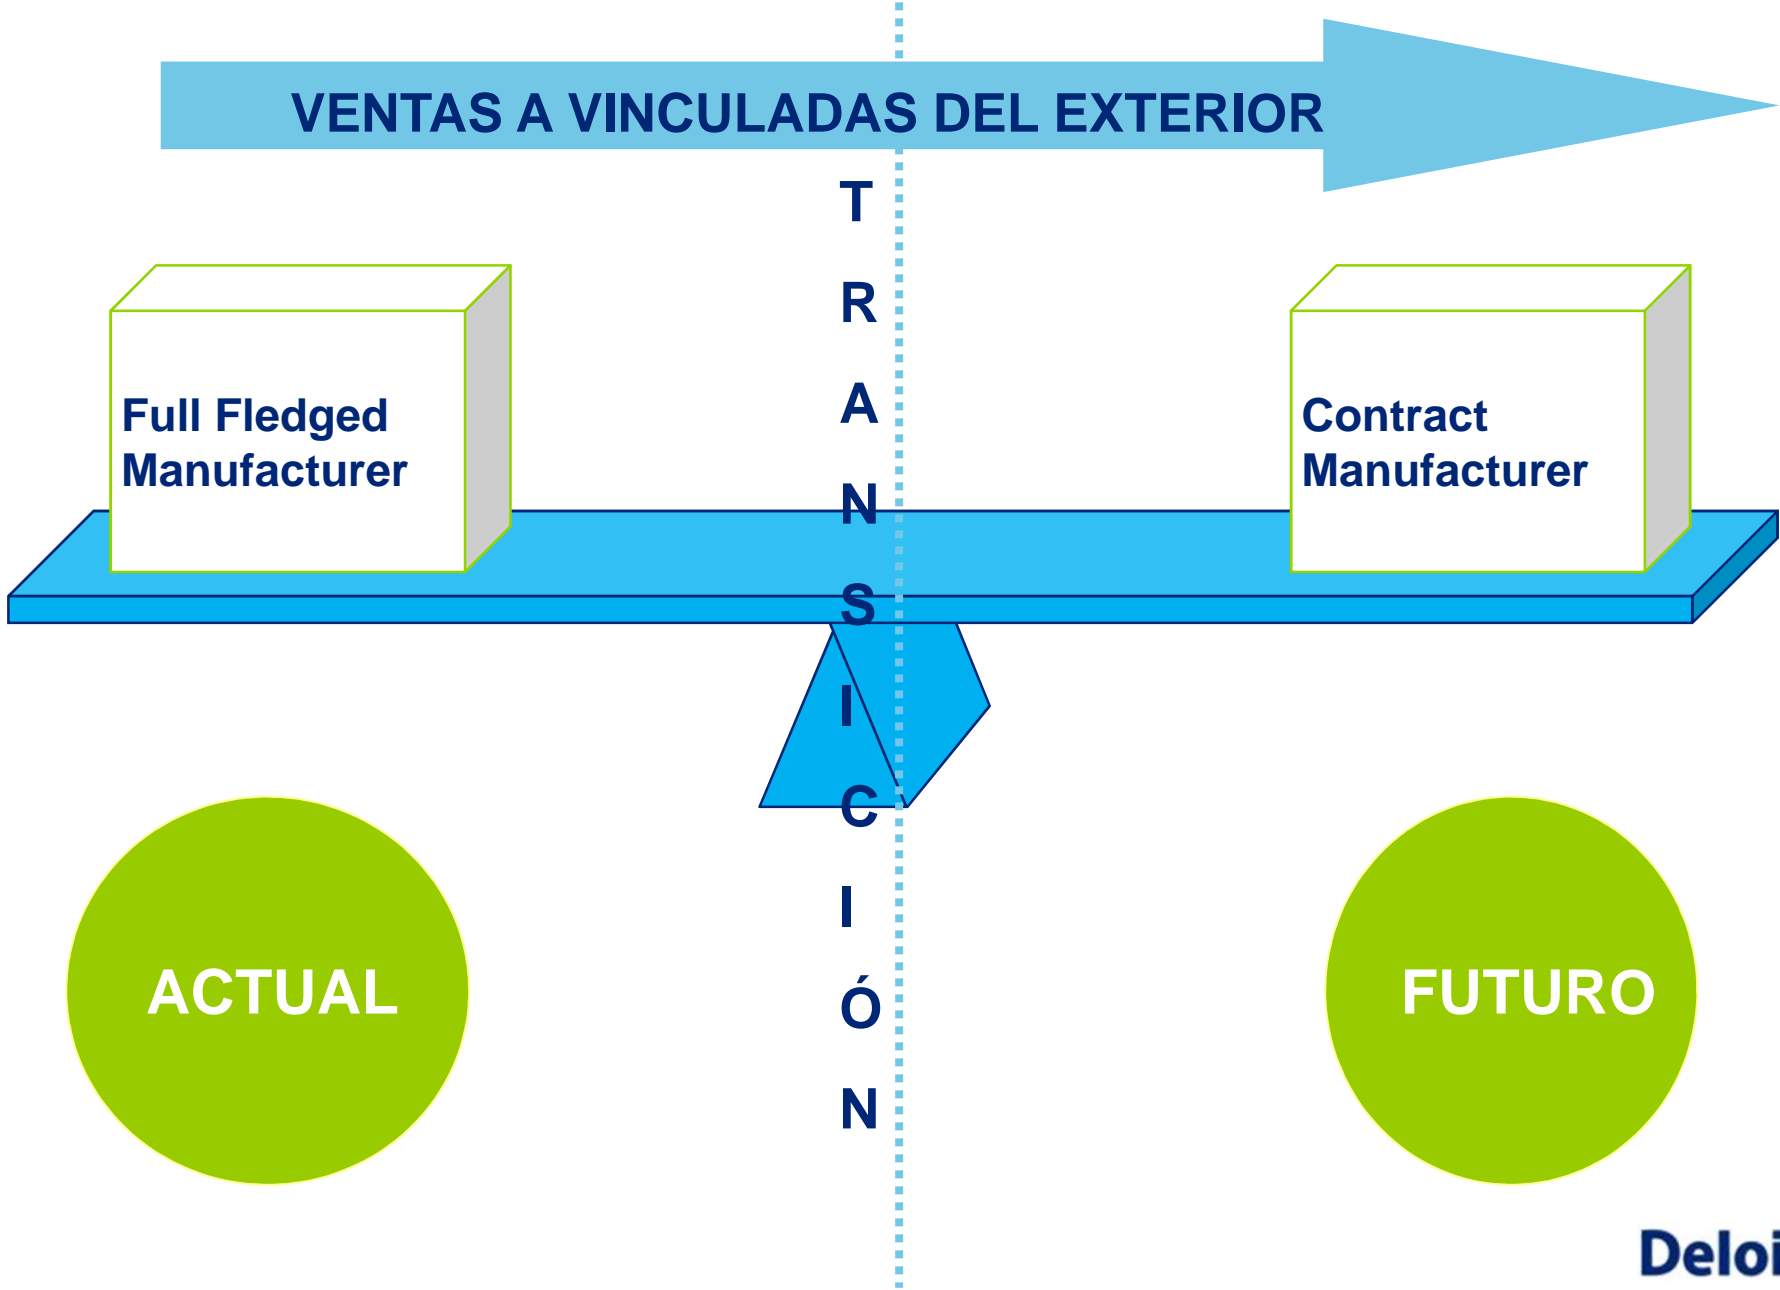 VENTAS A VINCULADAS DEL EXTERIOR
T
R
A
N
S
I
C
I
Ó
N
Full Fledged
Manufacturer
Contract
Manufacturer
ACTUAL
FUTURO
Deloi